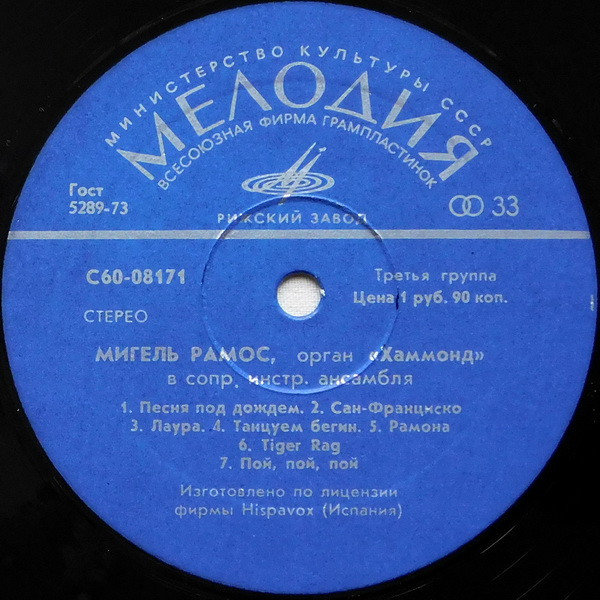 МИНИСТЕРСТВО КУЛЬТУРЫ СССР
МЕЛОДИЯ
ВСЕСОЮЗНАЯ ФИРМА ГРАМПЛАСТИНОК
Гост
5289-73
33
РИЖСКИЙ ЗАВОД
С60-08171
Третья группа
Цена 1 руб. 90 коп.
СТЕРЕО
МИГЕЛЬ РАМОС, орган «Хаммонд»
в сопр. инстр. ансамбля
1. Песня под дождем. 2. Сан-Франциско
3. Лаура. 4. Танцуем бегин. 5. Рамона
6. Tiger Rag
7. Пой, пой, пой
Изготовлено по лицензии
фирмы Hispavox (Испания)